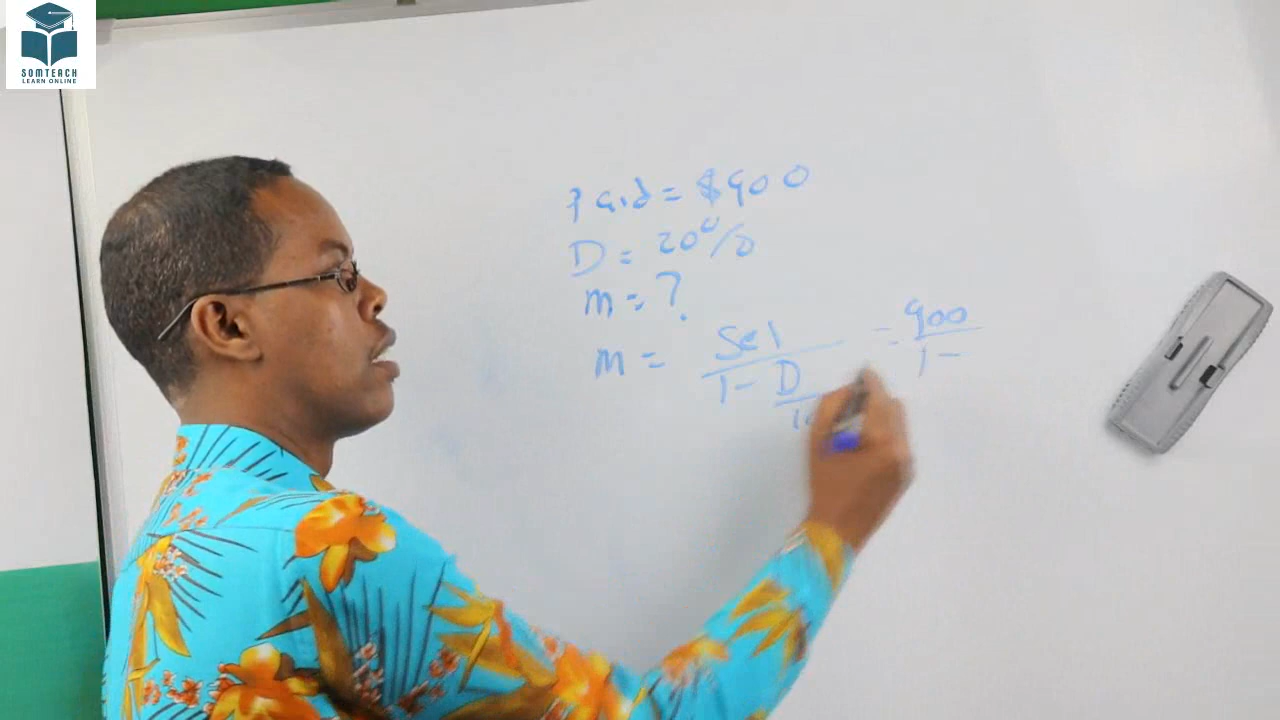 SOMTEACH
LEARN ONLINE
Paid = $900
D = 20%
m = ?
m = Sel = 900
1 - D 1 -